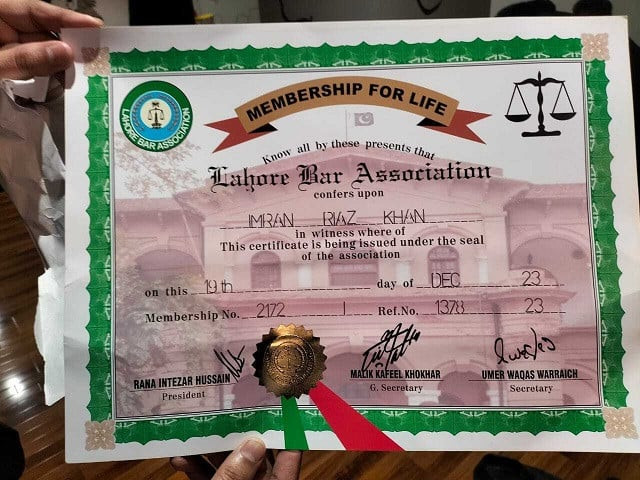 LAHORE BAR ASSOCIATION
MEMBERSHIP FOR LIFE
Know all by these presents that
Lahore Bar Association
confers upon
IMRAN RIAZ KHAN
in witness where of
This certificate is being issued under the seal
of the association
on this 19th day of DEC 23
Membership No. 2172 / Ref.No. 1378 23
RANA INTEZAR HUSSAIN
President
MALIK KAFEEL KHOKHAR
G. Secretary
UMER WAQAS WARRAICH
Secretary